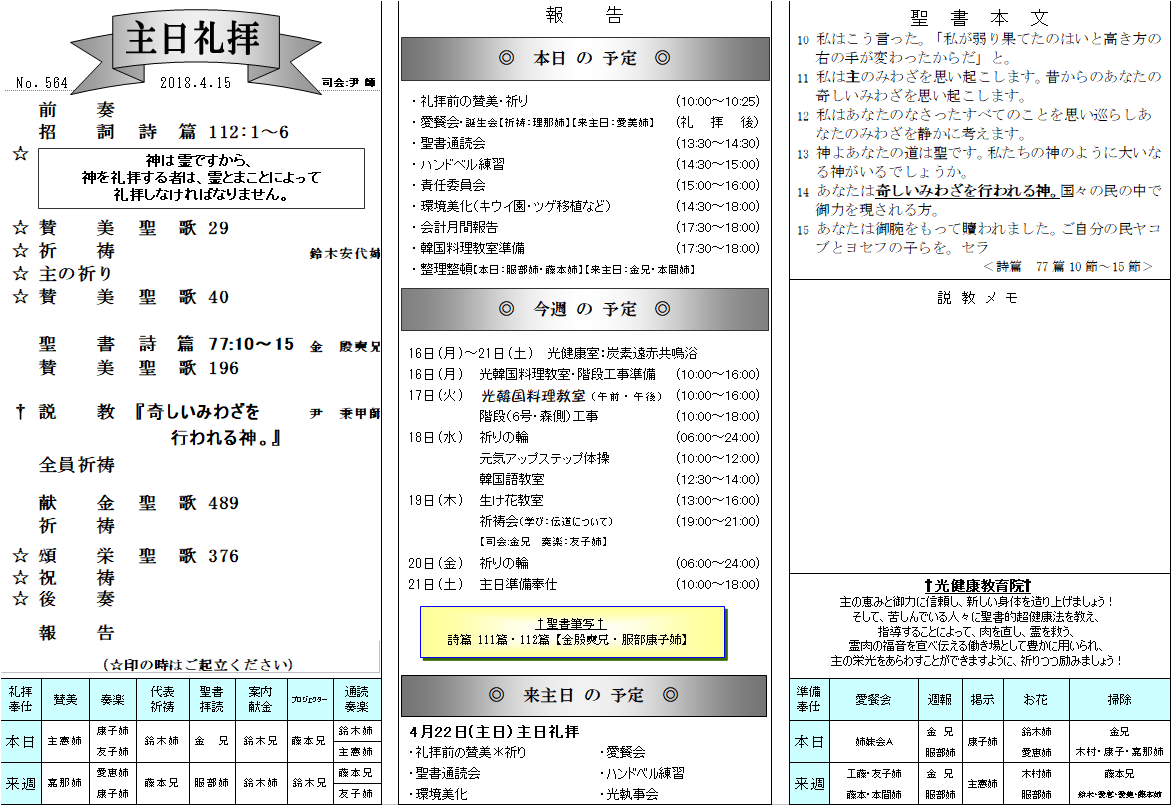 主日礼拝
No. 564
2018.4.15
司会:尹 師
前 奏
招 詞 詩 篇 112:1~6
☆
神は霊ですから、
神を礼拝する者は、霊とまことによって
礼拝しなければなりません。
☆ 賛 美 聖 歌 29
☆ 祈 祷 鈴木安代姉
☆ 主の祈り
☆ 賛 美 聖 歌 40
聖 書 詩 篇 77:10~15 金 殷奭兄
賛 美 聖 歌 196
† 説 教 『奇しいみわざを 尹 秉甲師
行われる神。』
全員祈祷
献 金 聖 歌 489
祈 祷
☆ 頌 栄 聖 歌 376
☆ 祝 祷
☆ 後 奏
報 告
(☆印の時はご起立ください)
礼拝奉仕 賛美 奏楽 代表祈祷 聖書拝読 案内献金 プロジェクター 通読奏楽
本日 主憲姉 康子姉 友子姉 鈴木姉 金 兄 鈴木兄 藤本兄 鈴木姉 主憲姉
来週 嘉那姉 愛恵姉 康子姉 藤本兄 服部姉 鈴木姉 鈴木兄 藤本兄 友子姉
報 告
◎ 本日 の 予定 ◎
・礼拝前の賛美・祈り (10:00~10:25)
・愛餐会・誕生会【祈祷:理那姉】【来主日:愛美姉】 (礼 拝 後)
・聖書通読会 (13:30~14:30)
・ハンドベル練習 (14:30~15:00)
・責任委員会 (15:00~16:00)
・環境美化(キウイ園・ツゲ移植など) (14:30~18:00)
・会計月間報告 (17:30~18:00)
・韓国料理教室準備 (17:30~18:00)
・整理整頓【本日:服部姉・藤本姉】【来主日:金兄・本間姉】
◎ 今週 の 予定 ◎
16日(月)~21日(土) 光健康室:炭素遠赤共鳴浴
16日(月) 光韓国料理教室・階段工事準備 (10:00~16:00)
17日(火) 光韓国料理教室(午前・午後) (10:00~16:00)
階段(6号・森側)工事 (10:00~18:00)
18日(水) 祈りの輪 (06:00~24:00)
元気アップステップ体操 (10:00~12:00)
韓国語教室 (12:30~14:00)
19日(木) 生け花教室 (13:00~16:00)
祈祷会(学び:伝道について) (19:00~21:00)
【司会:金兄 奏楽:友子姉】
20日(金) 祈りの輪 (06:00~24:00)
21日(土) 主日準備奉仕 (10:00~18:00)
†聖書筆写†
詩篇 111篇・112篇【金殷奭兄・服部康子姉】
◎ 来主日 の 予定 ◎
4月22日(主日)主日礼拝
・礼拝前の賛美*祈り ・愛餐会
・聖書通読会 ・ハンドベル練習
・環境美化 ・光執事会
聖 書 本 文
10 私はこう言った。「私が弱り果てたのはいと高き方の
右の手が変わったからだ」と。
11 私は主のみわざを思い起こします。昔からのあなたの
奇しいみわざを思い起こします。
12 私はあなたのなさったすべてのことを思い巡らしあ
なたのみわざを静かに考えます。
13 神よあなたの道は聖です。私たちの神のように大いな
る神がいるでしょうか。
14 あなたは奇しいみわざを行われる神。国々の民の中で
御力を現される方。
15 あなたは御腕をもって贖われました。ご自分の民ヤコ
ブとヨセフの子らを。セラ
<詩篇 77篇10節~15節>
説 教 メ モ
†光健康教育院†
主の恵みと御力に信頼し、新しい身体を造り上げましょう!
そして、苦しんでいる人々に聖書的超健康法を教え、
指導することによって、肉を直し、霊を救う、
霊肉の福音を宣べ伝える働き場として豊かに用いられ、
主の栄光をあらわすことができますように、祈りつつ励みましょう!
準備奉仕 愛餐会 週報 掲示 お花 掃除
本日 姉妹会A 金 兄 服部姉 康子姉 鈴木姉 愛恵姉 金兄 木村・康子・嘉那姉
来週 工藤・友子姉 藤本・本間姉 金 兄 服部姉 主憲姉 木村姉 服部姉 藤本兄 鈴木・愛恵・愛美・藤本姉